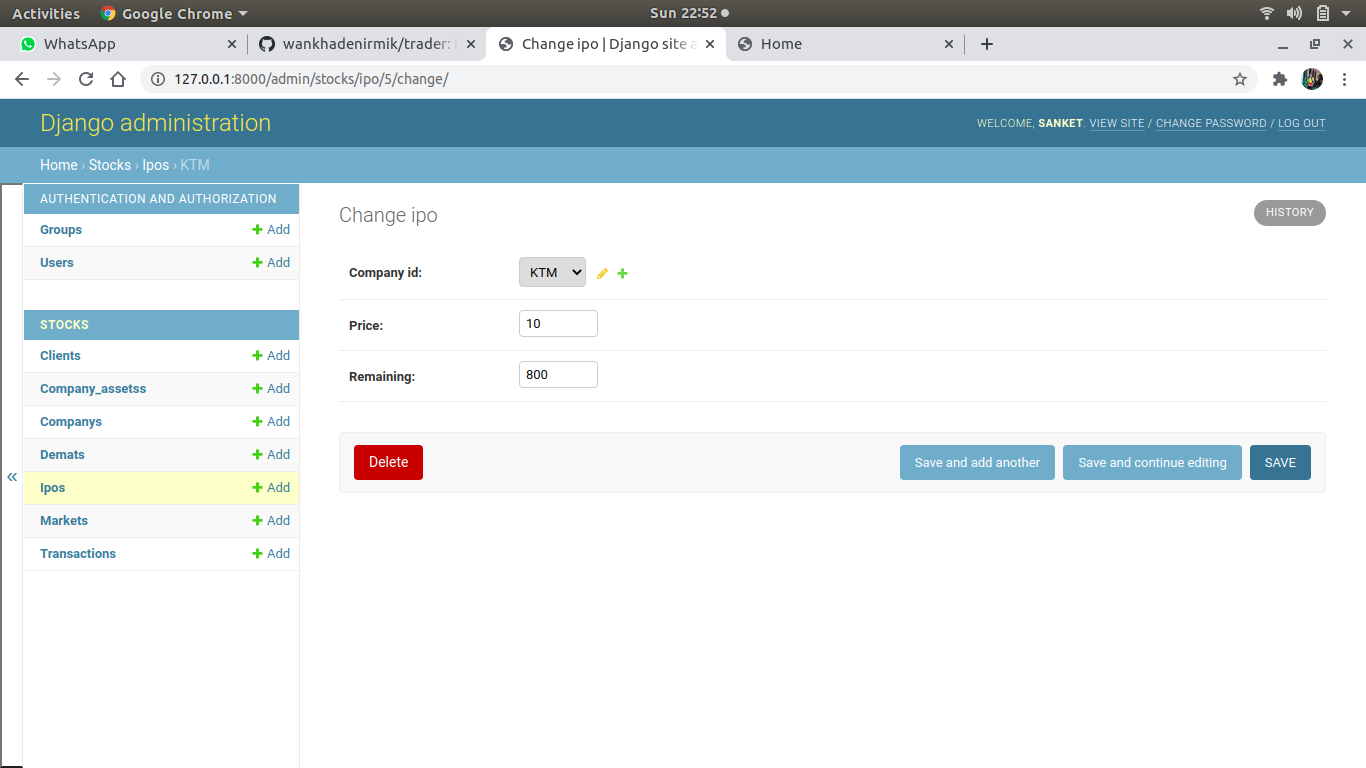 Activities Google Chrome Sun 22:52
WhatsApp wankhadenirmik/trader: Change ipo | Django site Home
127.0.0.1:8000/admin/stocks/ipo/5/change/
Django administration WELCOME, SANKET. VIEW SITE / CHANGE PASSWORD / LOG OUT
Home › Stocks › Ipos › KTM
AUTHENTICATION AND AUTHORIZATION
Groups Add
Users Add
STOCKS
Clients Add
Company_assetss Add
Companys Add
Demats Add
« Ipos Add
Markets Add
Transactions Add
Change ipo HISTORY
Company id: KTM
Price: 10
Remaining: 800
Delete Save and add another Save and continue editing SAVE